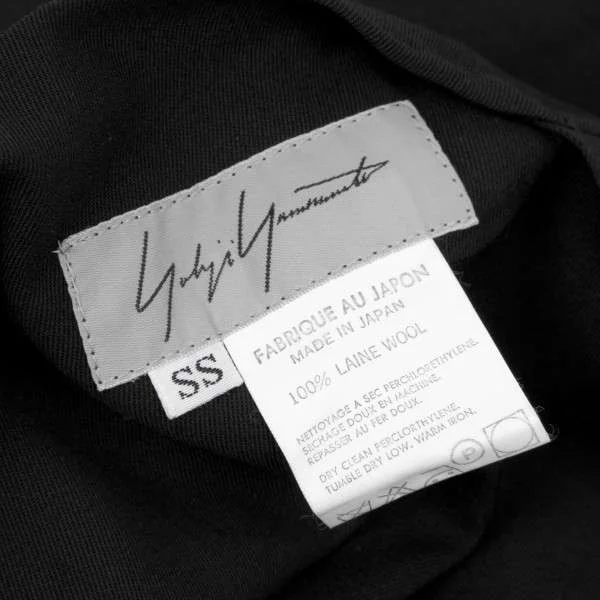 Yohji Yamamoto
SS
FABRIQUE AU JAPON
MADE IN JAPAN
100% LAINE WOOL
NETTOYAGE A SEC PERCHLORETHYLENE.
SECHAGE DOUX EN MACHINE.
REPASSER AU FER DOUX.
DRY CLEAN PERCLORTHYLENE.
TUMBLE DRY LOW. WARM IRON.
P